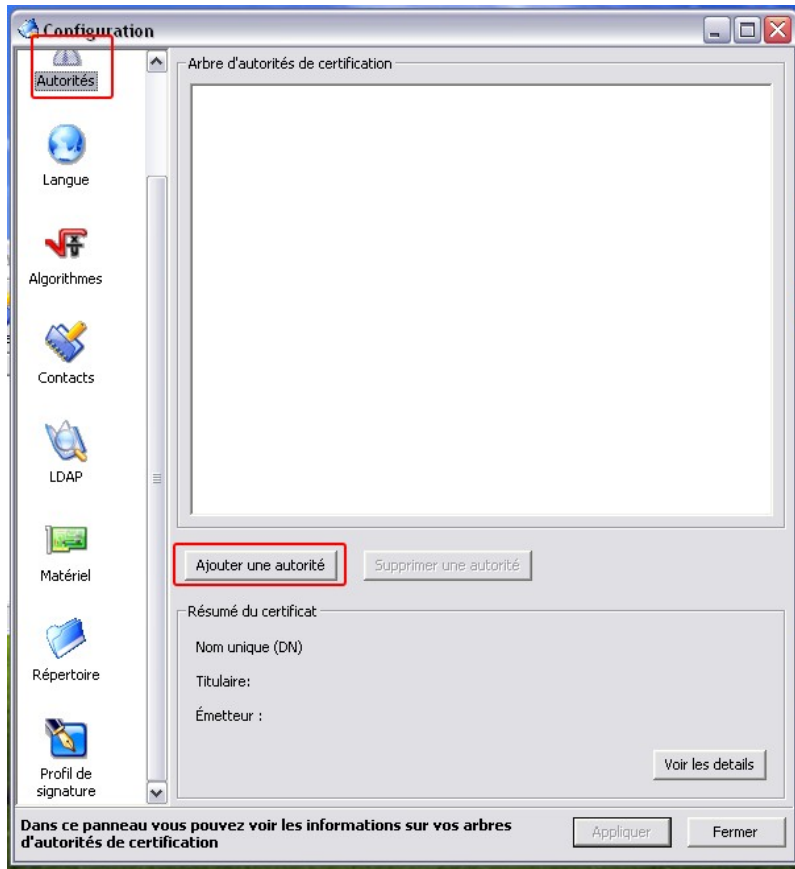 Configuration
Autorités
Langue
Algorithmes
Contacts
LDAP
Matériel
Répertoire
Profil de
signature
Arbre d'autorités de certification
Ajouter une autorité
Supprimer une autorité
Résumé du certificat
Nom unique (DN)
Titulaire:
Émetteur :
Voir les details
Dans ce panneau vous pouvez voir les informations sur vos arbres
d'autorités de certification
Appliquer
Fermer